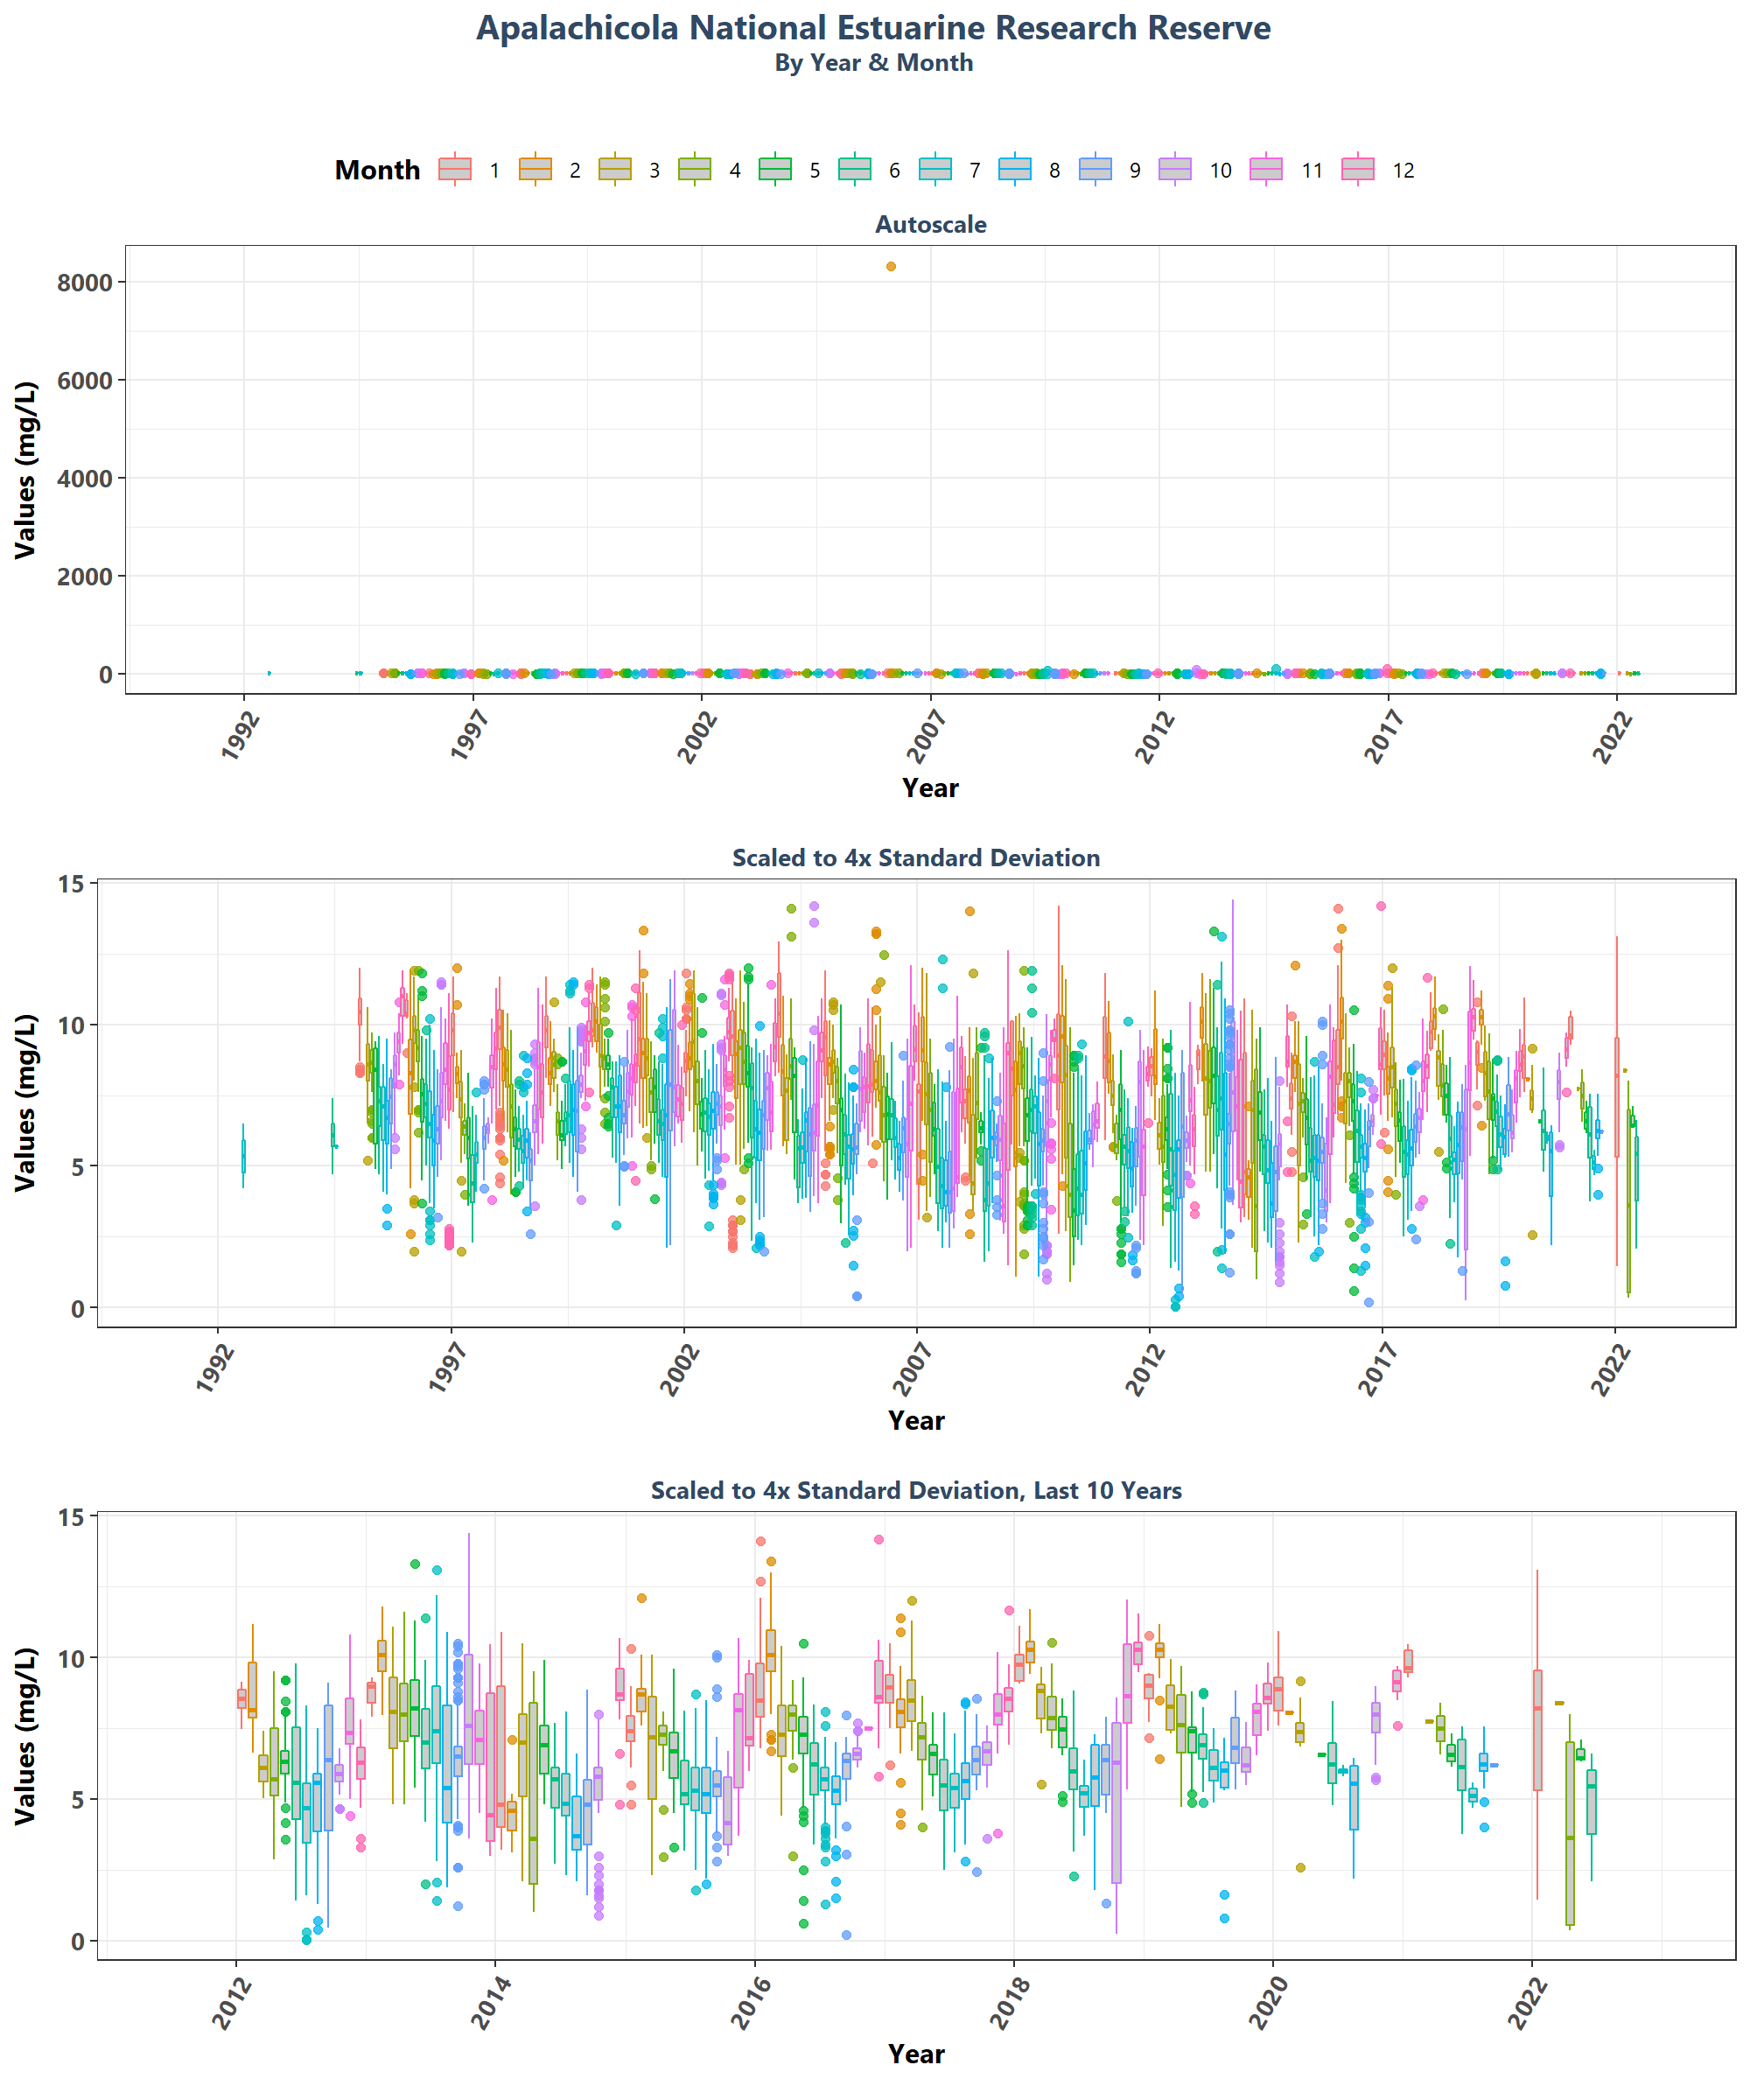 Apalachicola National Estuarine Research Reserve
By Year & Month
Month 1 2 3 4 5 6 7 8 9 10 11 12
Autoscale
Values (mg/L)
8000
6000
4000
2000
0
1992 1997 2002 2007 2012 2017 2022
Year
Scaled to 4x Standard Deviation
Values (mg/L)
15
10
5
0
1992 1997 2002 2007 2012 2017 2022
Year
Scaled to 4x Standard Deviation, Last 10 Years
Values (mg/L)
15
10
5
0
2012 2014 2016 2018 2020 2022
Year